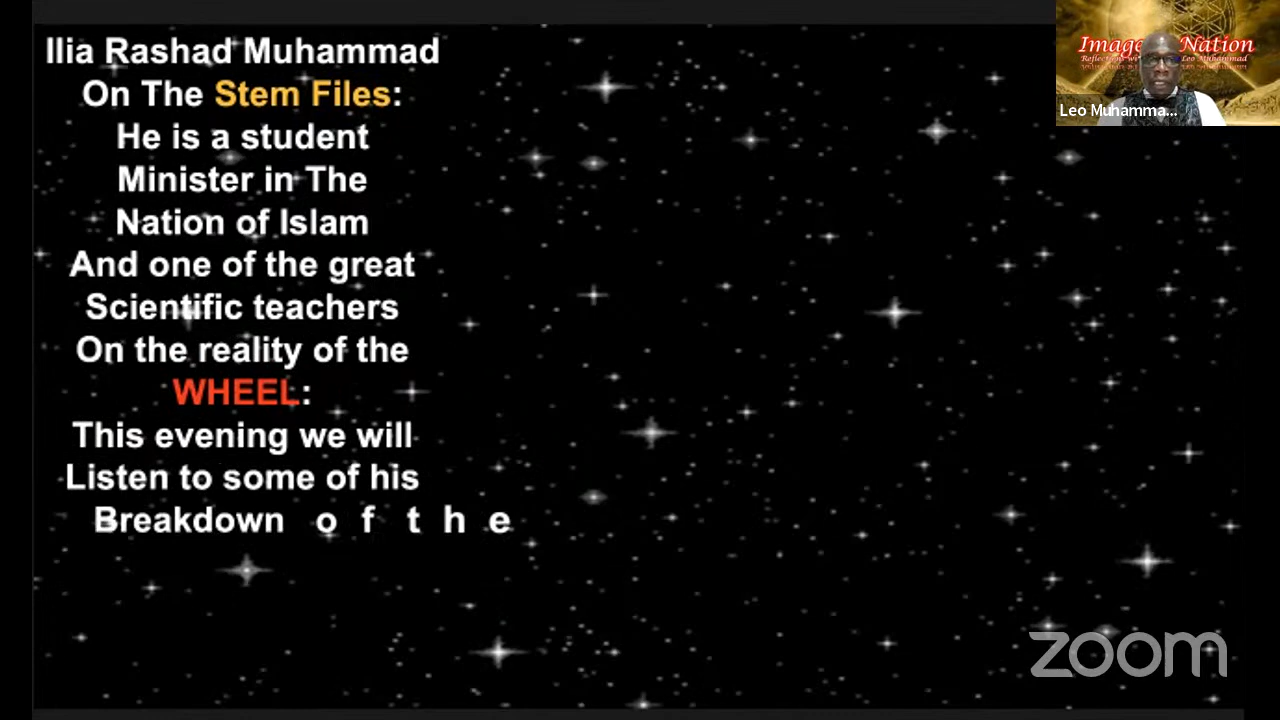 Ilia Rashad Muhammad
On The Stem Files:
He is a student
Minister in The
Nation of Islam
And one of the great
Scientific teachers
On the reality of the
WHEEL:
This evening we will
Listen to some of his
Breakdown o f t h e
Image Nation
Leo Muhammad
Leo Muhamma...
zoom